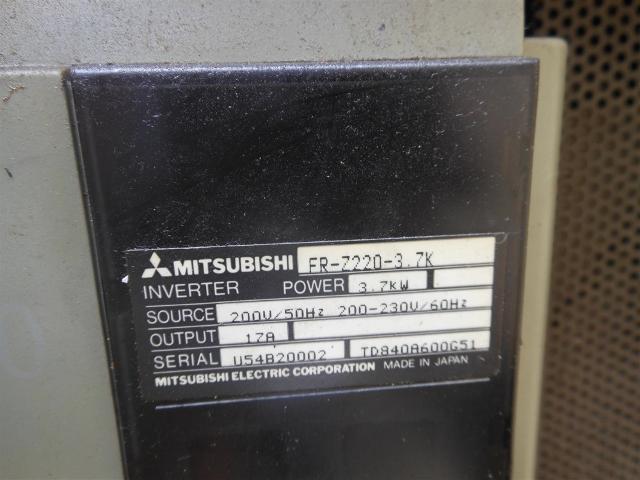 MITSUBISHI FR-Z220-3.7K
INVERTER POWER 3.7kW
SOURCE 200V/50Hz 200-230V/60Hz
OUTPUT 17A
SERIAL U54B20002 TD840A600G51
MITSUBISHI ELECTRIC CORPORATION MADE IN JAPAN